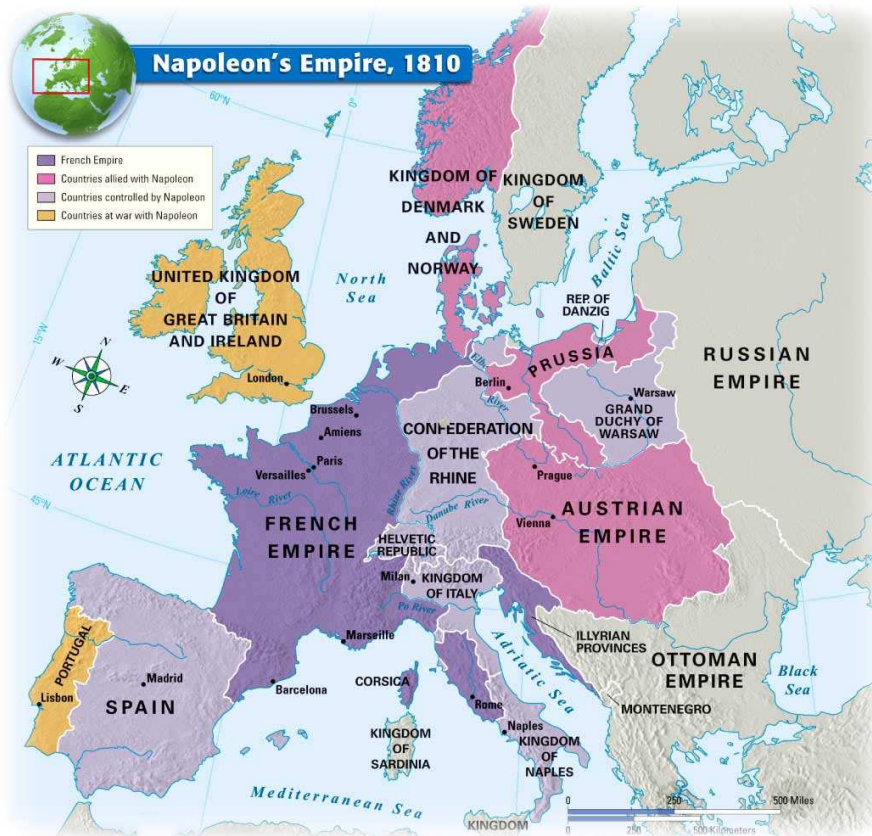 Napoleon's Empire, 1810
French Empire
Countries allied with Napoleon
Countries controlled by Napoleon
Countries at war with Napoleon
60°N
15°W
45°N
0°
N
W
E
S
KINGDOM OF
DENMARK
AND
NORWAY
KINGDOM
OF
SWEDEN
Baltic Sea
North
Sea
UNITED KINGDOM
OF
GREAT BRITAIN
AND IRELAND
London
REP. OF
DANZIG
PRUSSIA
RUSSIAN
EMPIRE
Elbe
River
Berlin
Warsaw
GRAND
DUCHY OF
WARSAW
Brussels
Amiens
Paris
Versailles
CONFEDERATION
OF THE
RHINE
Rhine River
Prague
ATLANTIC
OCEAN
Loire River
FRENCH
EMPIRE
Danube River
Vienna
AUSTRIAN
EMPIRE
HELVETIC
REPUBLIC
Milan
KINGDOM
OF ITALY
Po River
Marseille
ILLYRIAN
PROVINCES
OTTOMAN
EMPIRE
Black
Sea
Adriatic Sea
MONTENEGRO
PORTUGAL
Madrid
Lisbon
SPAIN
Barcelona
CORSICA
Rome
KINGDOM
OF
SARDINIA
Naples
KINGDOM
OF
NAPLES
Mediterranean Sea
KINGDOM
0 250 500 Miles
0 250 500 Kilometers